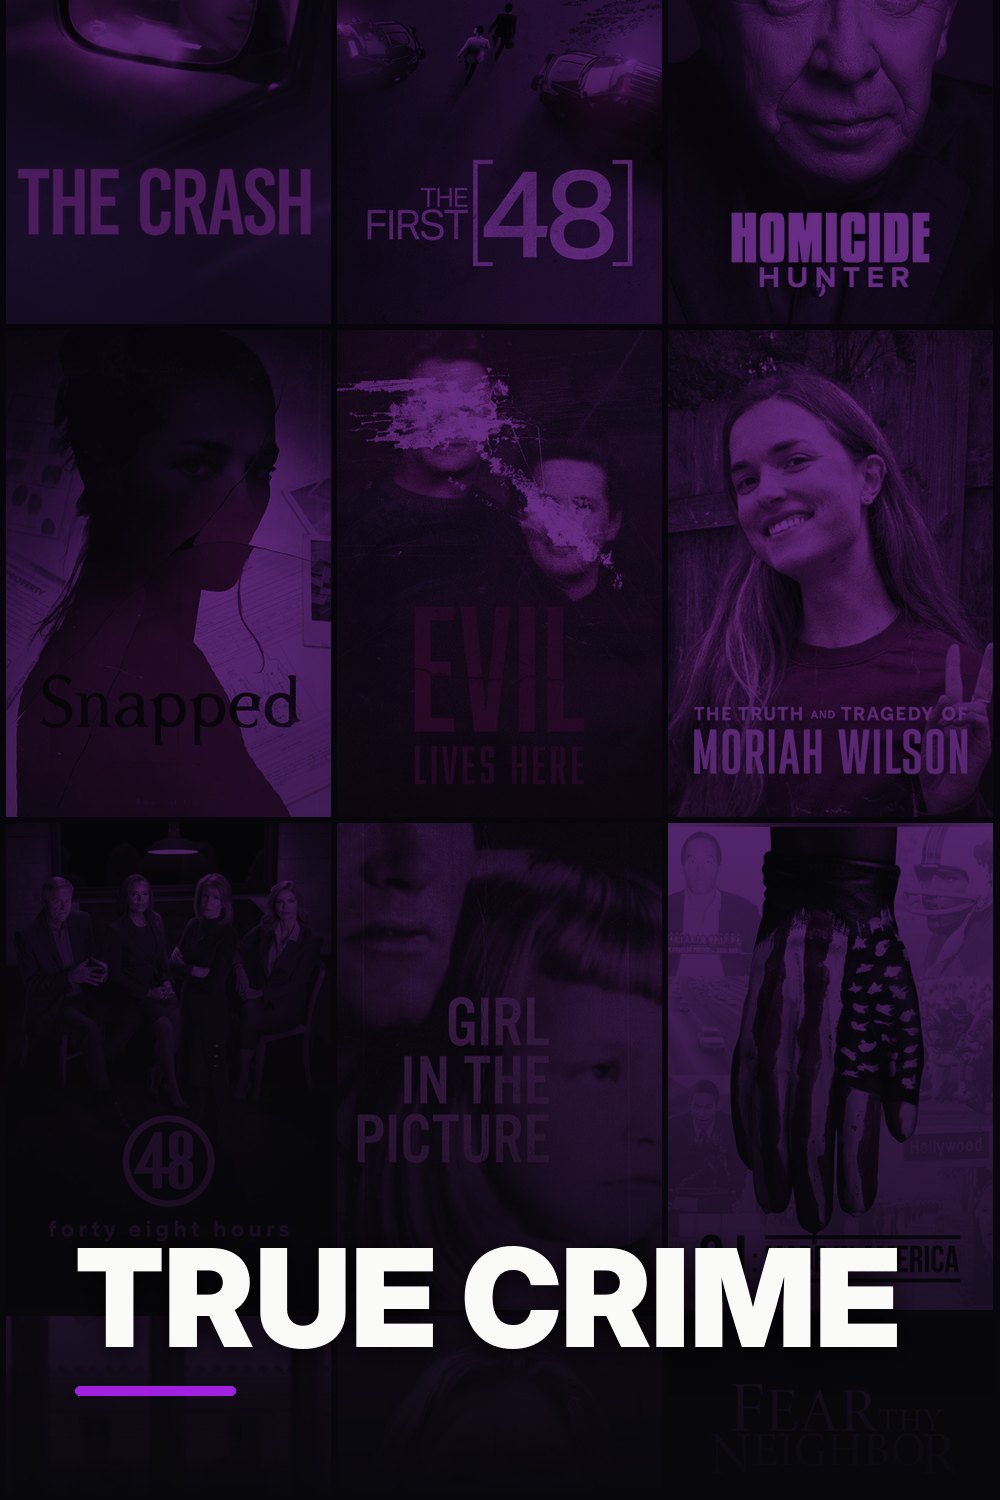 THE CRASH
THE
FIRST [48]
HOMICIDE
HUNTER
PROPERTY
Snapped
EVIL
LIVES HERE
THE TRUTH AND TRAGEDY OF
MORIAH WILSON
48
forty eight hours
GIRL
IN THE
PICTURE
Hollywood
TRUE CRIME
FEAR THY
NEIGHBOR